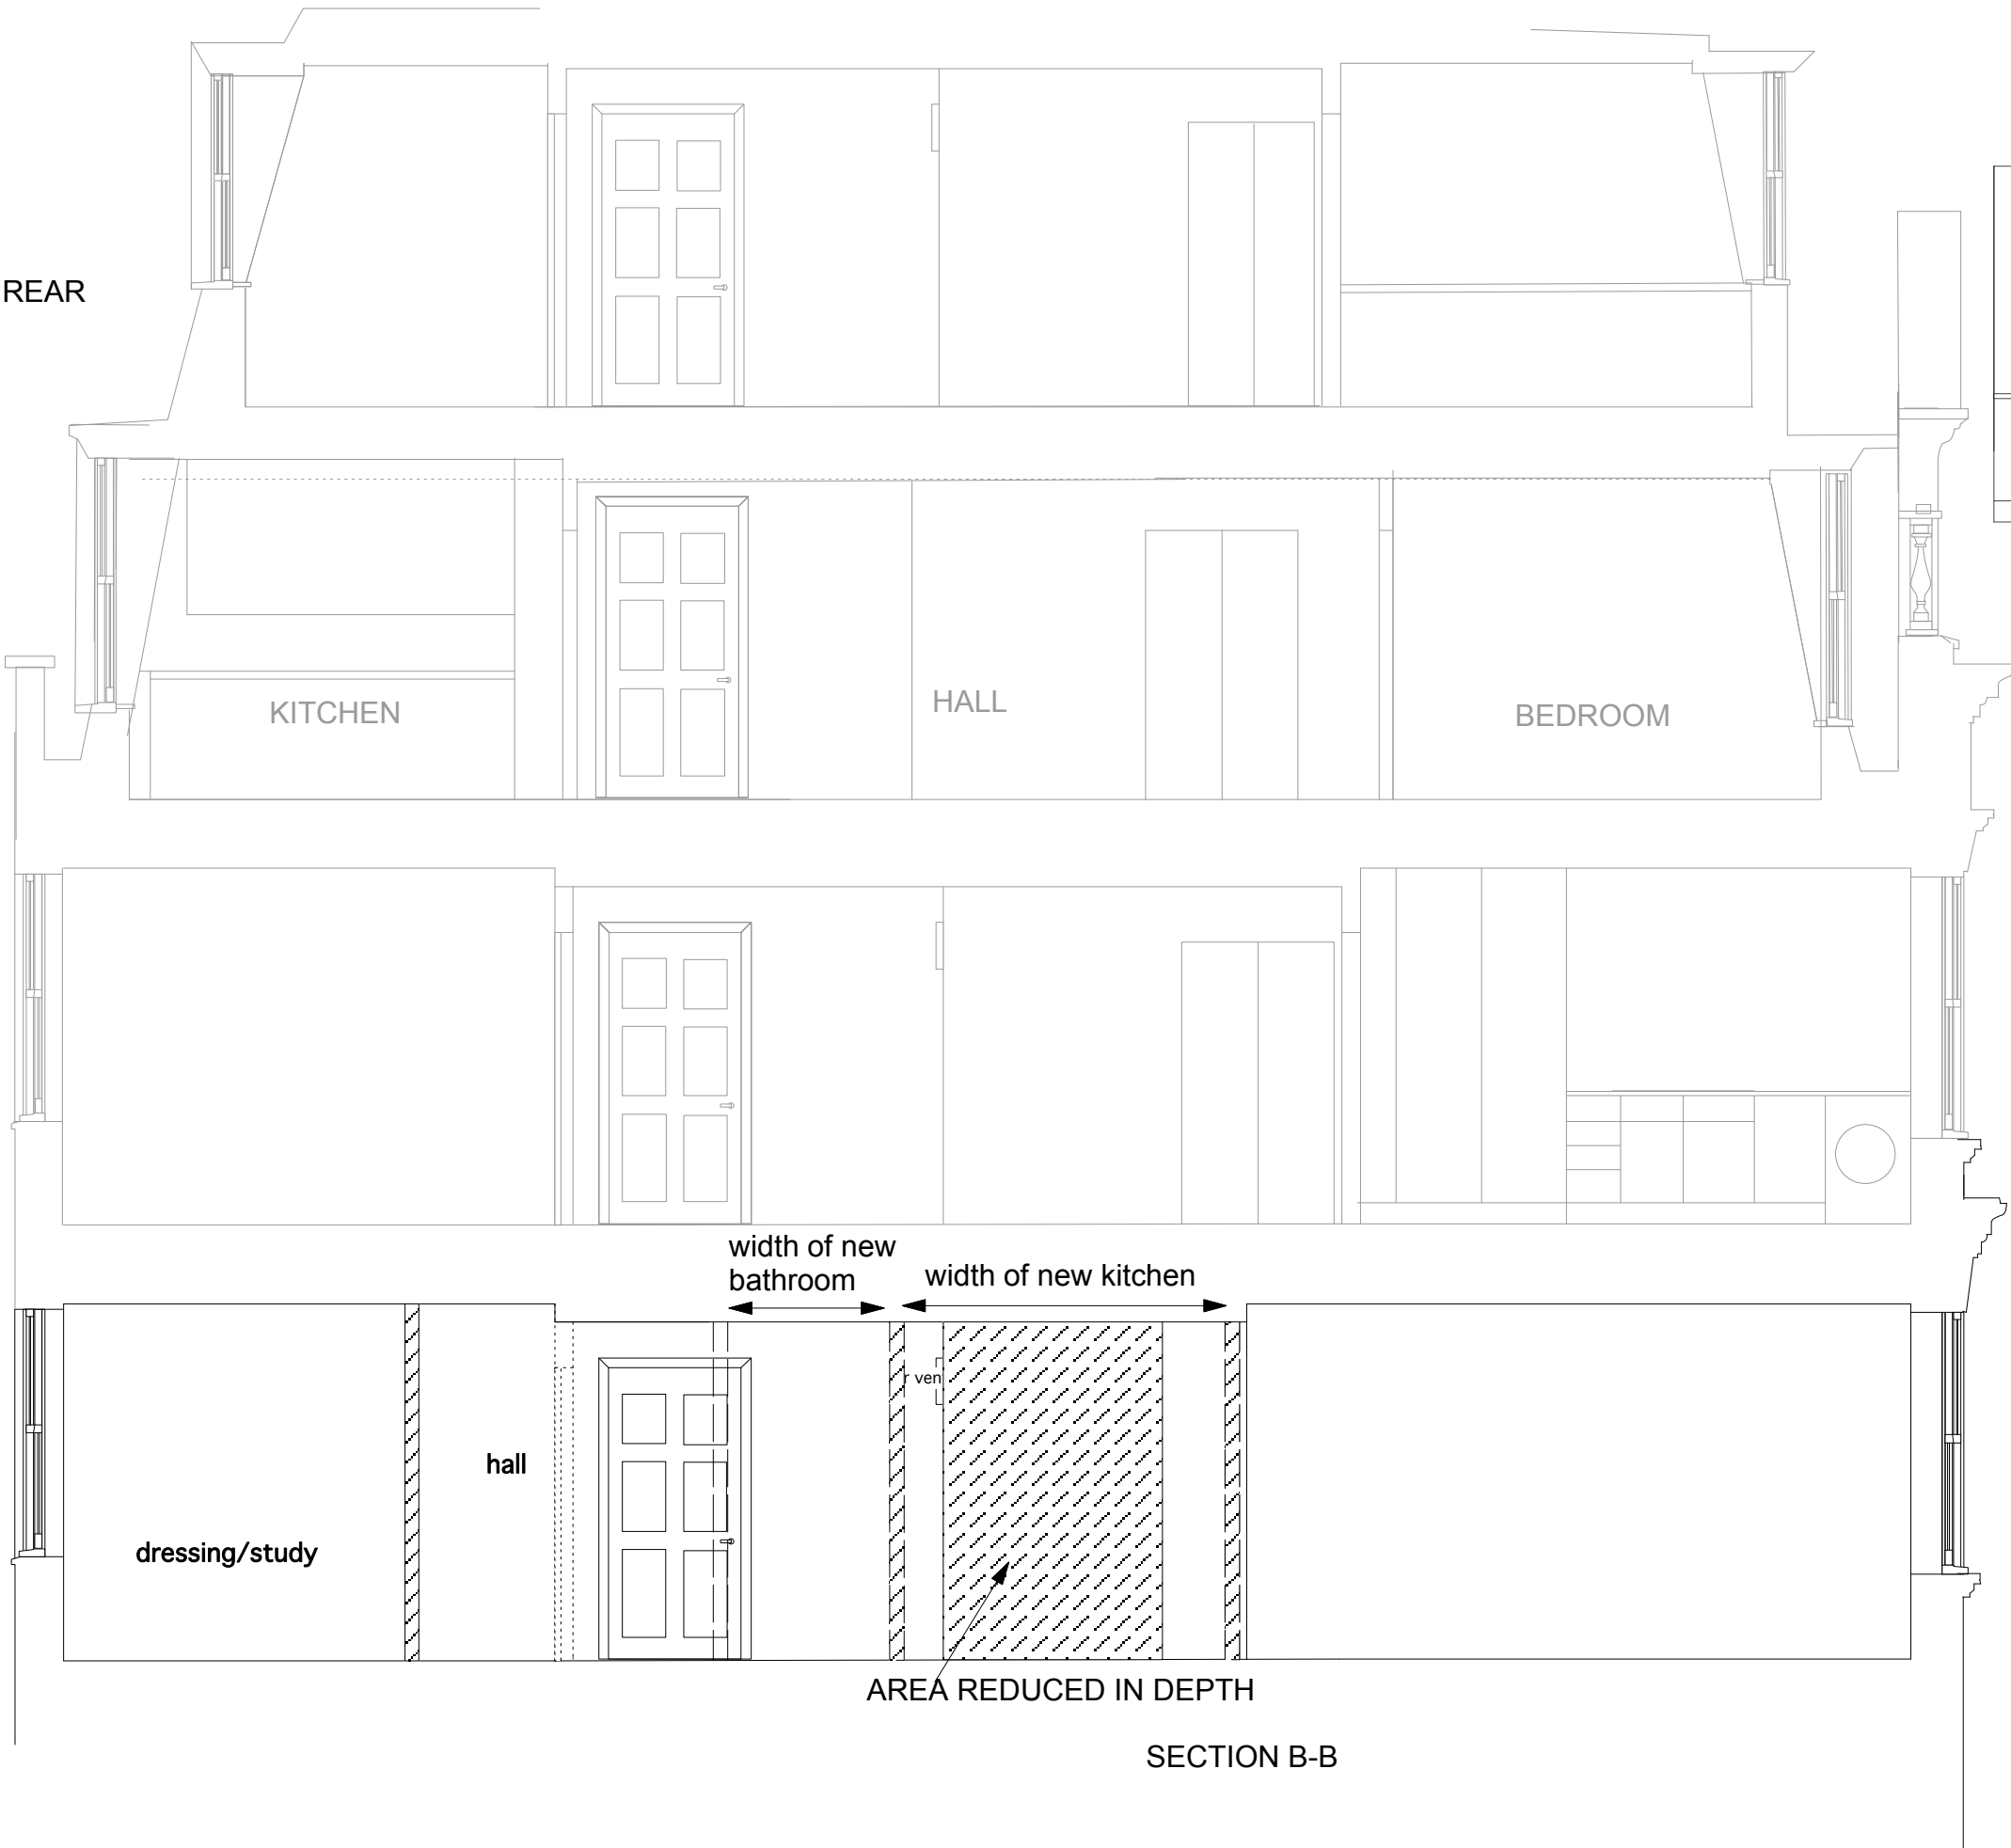 REAR
KITCHEN
HALL
BEDROOM
width of new
bathroom
width of new kitchen
r ven
hall
dressing/study
AREA REDUCED IN DEPTH
SECTION B-B